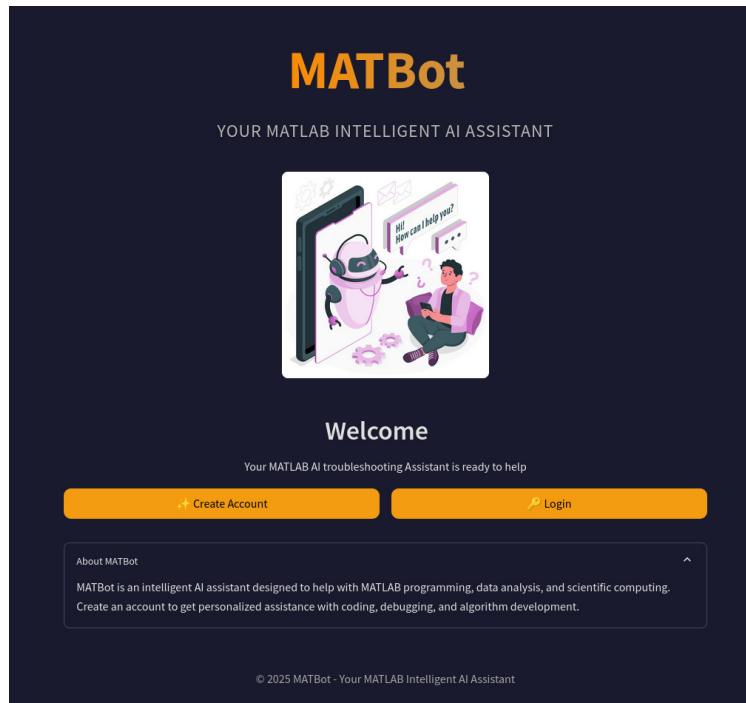 MATBot
YOUR MATLAB INTELLIGENT AI ASSISTANT
Hi!
How can I help you?
Welcome
Your MATLAB AI troubleshooting Assistant is ready to help
✨ Create Account
🔑 Login
About MATBot
MATBot is an intelligent AI assistant designed to help with MATLAB programming, data analysis, and scientific computing.
Create an account to get personalized assistance with coding, debugging, and algorithm development.
© 2025 MATBot - Your MATLAB Intelligent AI Assistant